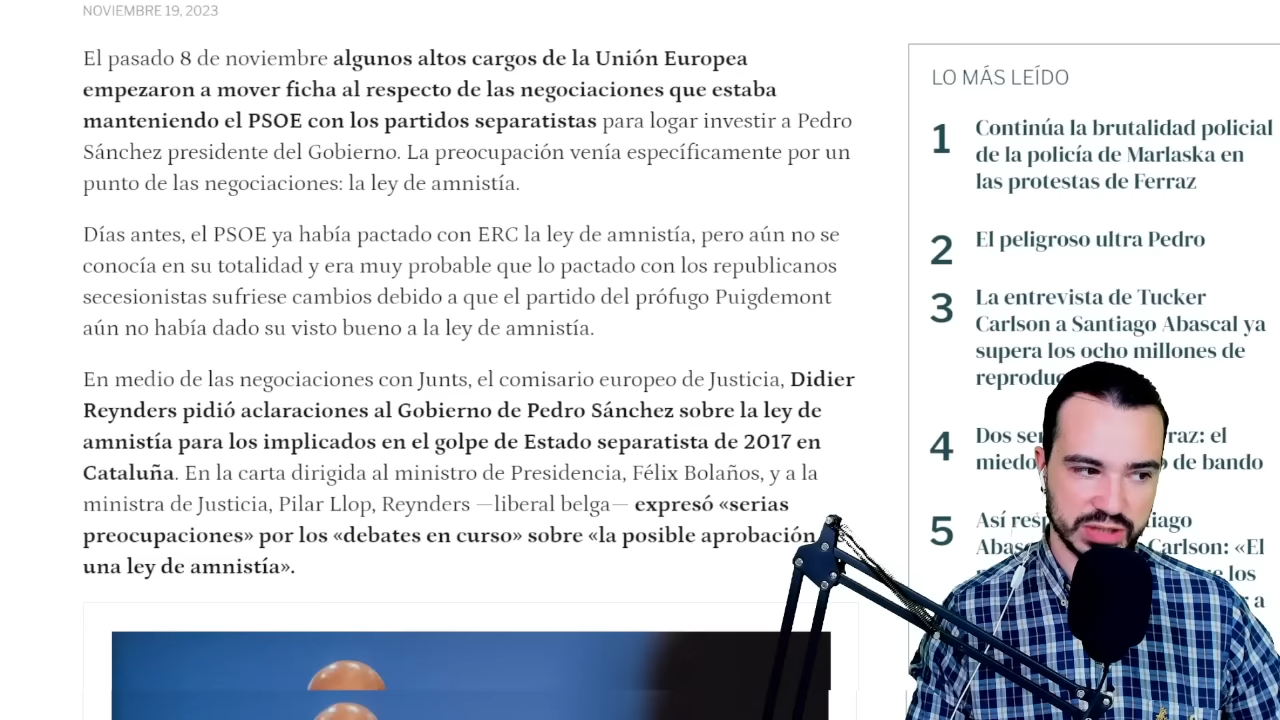 NOVIEMBRE 19, 2023
El pasado 8 de noviembre algunos altos cargos de la Unión Europea
empezaron a mover ficha al respecto de las negociaciones que estaba
manteniendo el PSOE con los partidos separatistas para logar investir a Pedro
Sánchez presidente del Gobierno. La preocupación venía específicamente por un
punto de las negociaciones: la ley de amnistía.
Días antes, el PSOE ya había pactado con ERC la ley de amnistía, pero aún no se
conocía en su totalidad y era muy probable que lo pactado con los republicanos
secesionistas sufriese cambios debido a que el partido del prófugo Puigdemont
aún no había dado su visto bueno a la ley de amnistía.
En medio de las negociaciones con Junts, el comisario europeo de Justicia, Didier
Reynders pidió aclaraciones al Gobierno de Pedro Sánchez sobre la ley de
amnistía para los implicados en el golpe de Estado separatista de 2017 en
Cataluña. En la carta dirigida al ministro de Presidencia, Félix Bolaños, y a la
ministra de Justicia, Pilar Llop, Reynders —liberal belga— expresó «serias
preocupaciones» por los «debates en curso» sobre «la posible aprobación
una ley de amnistía».
LO MÁS LEÍDO
1 Continúa la brutalidad policial
de la policía de Marlaska en
las protestas de Ferraz
2 El peligroso ultra Pedro
3 La entrevista de Tucker
Carlson a Santiago Abascal ya
supera los ocho millones de
4 Dos
de bando
5 Así
Carlson: «El
los
a